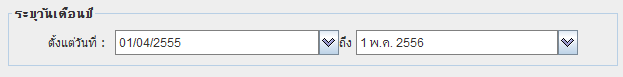 ระบุวันเดือนปี
ตั้งแต่วันที่ : 01/04/2555 ถึง 1 พ.ค. 2556